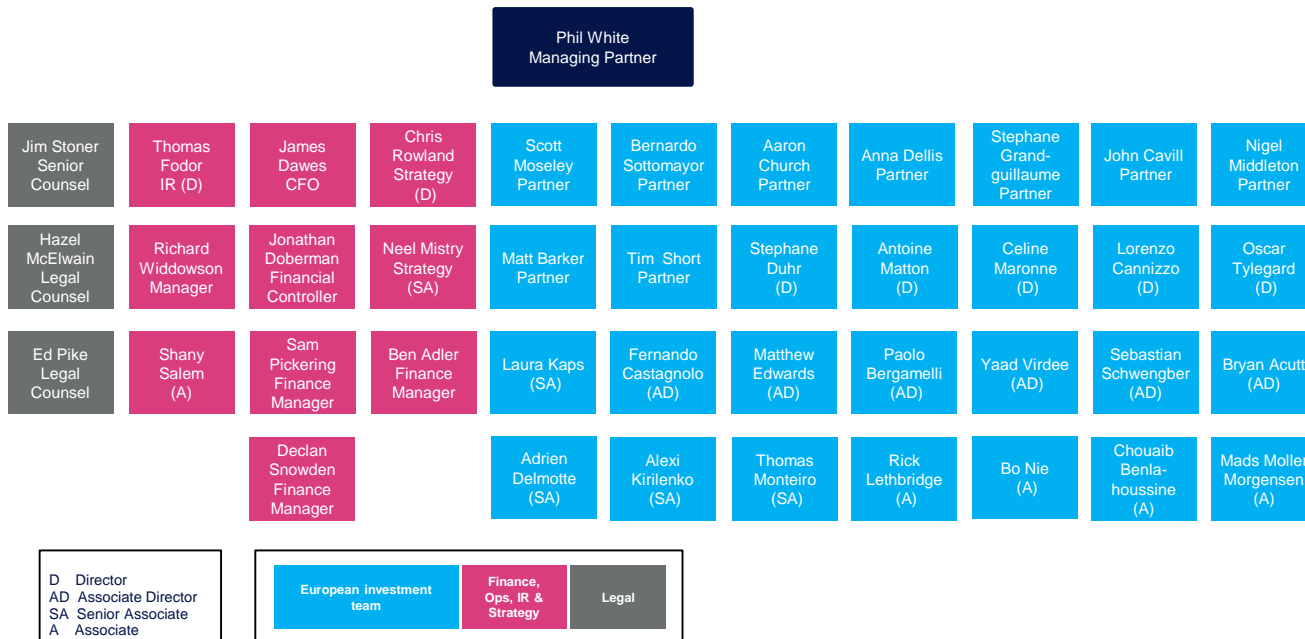 Phil White
Managing Partner
Jim Stoner
Senior
Counsel
Thomas
Fodor
IR (D)
James
Dawes
CFO
Chris
Rowland
Strategy
(D)
Scott
Moseley
Partner
Bernardo
Sottomayor
Partner
Aaron
Church
Partner
Anna Dellis
Partner
Stephane
Grand-
guillaume
Partner
John Cavill
Partner
Nigel
Middleton
Partner
Hazel
McElwain
Legal
Counsel
Richard
Widdowson
Manager
Jonathan
Doberman
Financial
Controller
Neel Mistry
Strategy
(SA)
Matt Barker
Partner
Tim Short
Partner
Stephane
Duhr
(D)
Antoine
Matton
(D)
Celine
Maronne
(D)
Lorenzo
Cannizzo
(D)
Oscar
Tylegard
(D)
Ed Pike
Legal
Counsel
Shany
Salem
(A)
Sam
Pickering
Finance
Manager
Ben Adler
Finance
Manager
Laura Kaps
(SA)
Fernando
Castagnolo
(AD)
Matthew
Edwards
(AD)
Paolo
Bergamelli
(AD)
Yaad Virdee
(AD)
Sebastian
Schwengber
(AD)
Bryan Acutt
(AD)
Declan
Snowden
Finance
Manager
Adrien
Delmotte
(SA)
Alexi
Kirilenko
(SA)
Thomas
Monteiro
(SA)
Rick
Lethbridge
(A)
Bo Nie
(A)
Chouaib
Benla-
houssine
(A)
Mads Moller
Morgensen
(A)
D Director
AD Associate Director
SA Senior Associate
A Associate
European investment
team
Finance,
Ops, IR &
Strategy
Legal